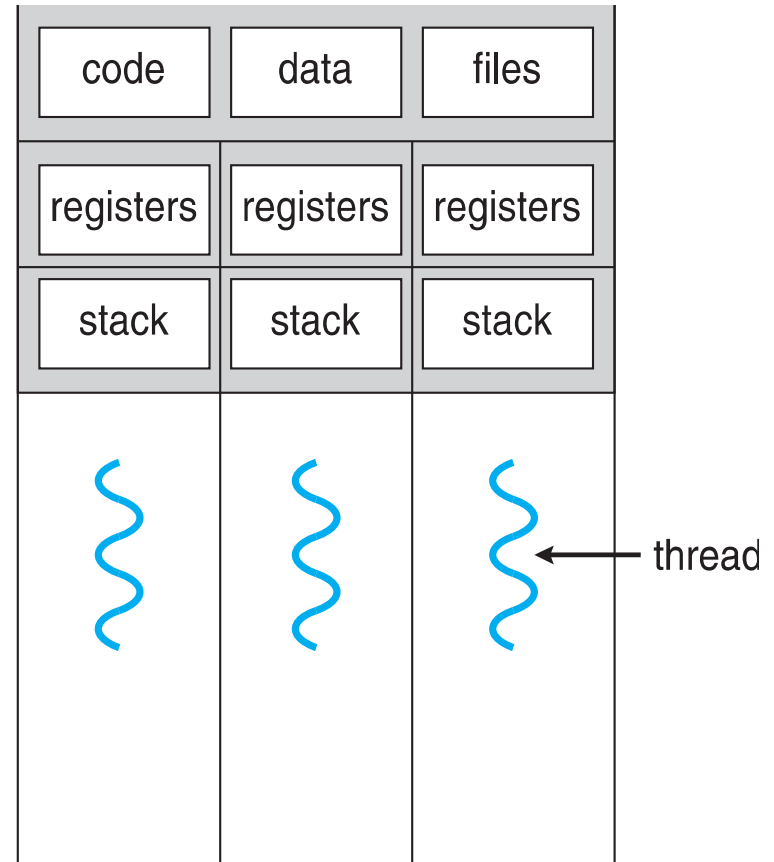 code data files
registers registers registers
stack stack stack
thread